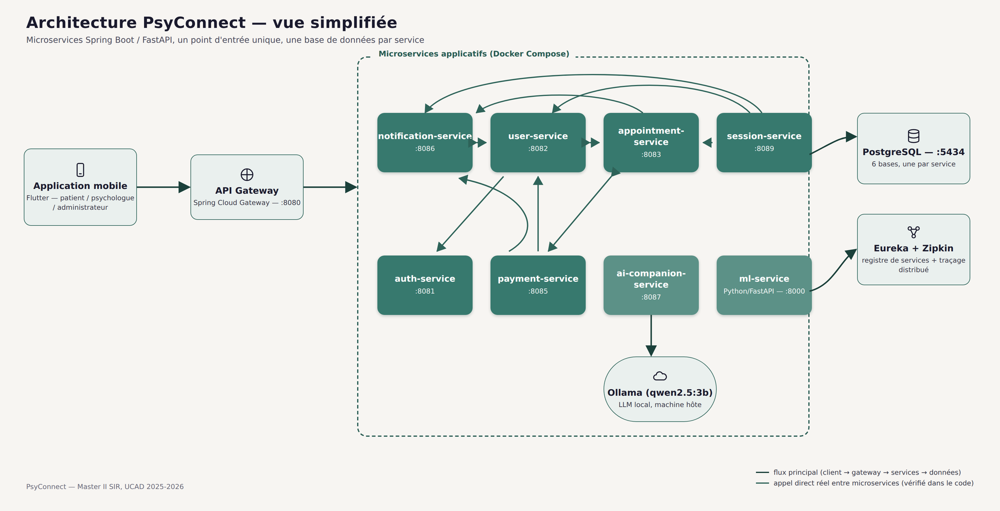 Architecture PsyConnect — vue simplifiée
Microservices Spring Boot / FastAPI, un point d'entrée unique, une base de données par service
Microservices applicatifs (Docker Compose)
notification-service
:8086
user-service
:8082
appointment-
service
:8083
session-service
:8089
PostgreSQL — :5434
6 bases, une par service
Application mobile
Flutter — patient / psychologue
/ administrateur
API Gateway
Spring Cloud Gateway — :8080
Eureka + Zipkin
registre de services + traçage
distribué
auth-service
:8081
payment-service
:8085
ai-companion-
service
:8087
ml-service
Python/FastAPI — :8000
Ollama (qwen2.5:3b)
LLM local, machine hôte
flux principal (client → gateway → services → données)
appel direct réel entre microservices (vérifié dans le code)
PsyConnect — Master II SIR, UCAD 2025-2026